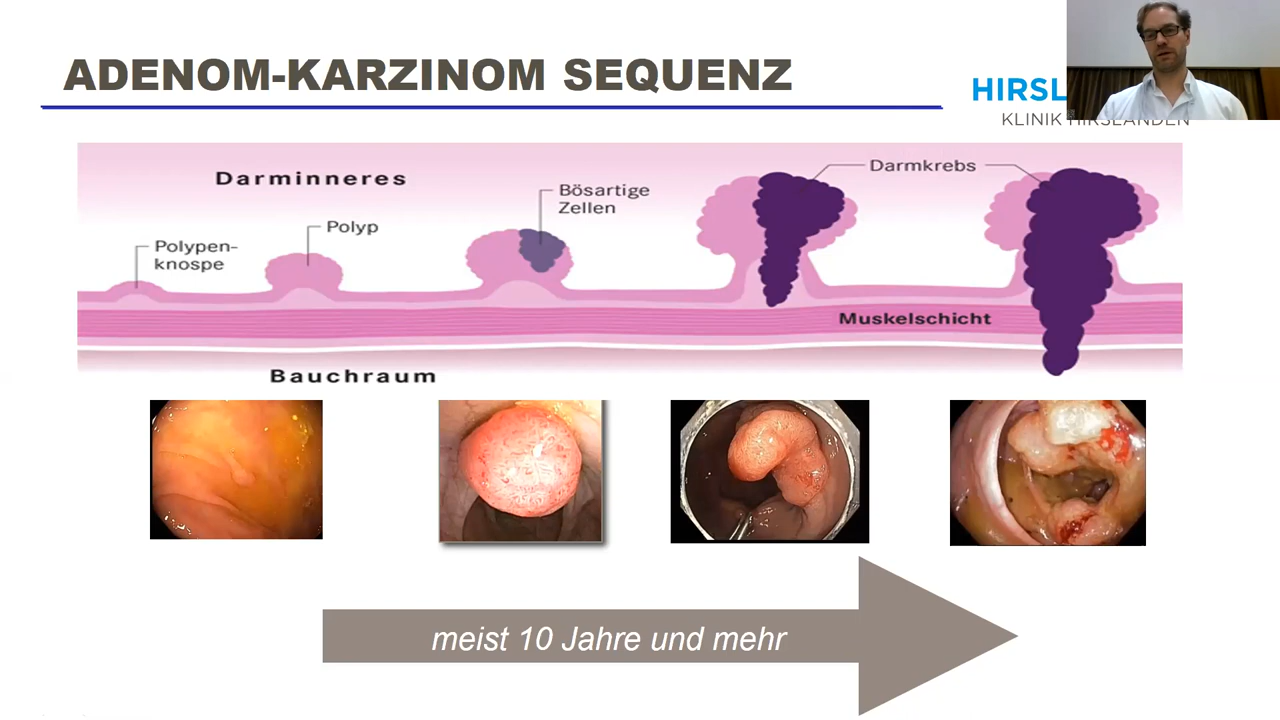 ADENOM-KARZINOM SEQUENZ
HIRSL
KLINIK HIRSLANDEN
Darminneres
Polypen-
knospe
Polyp
Bösartige
Zellen
Darmkrebs
Muskelschicht
Bauchraum
meist 10 Jahre und mehr